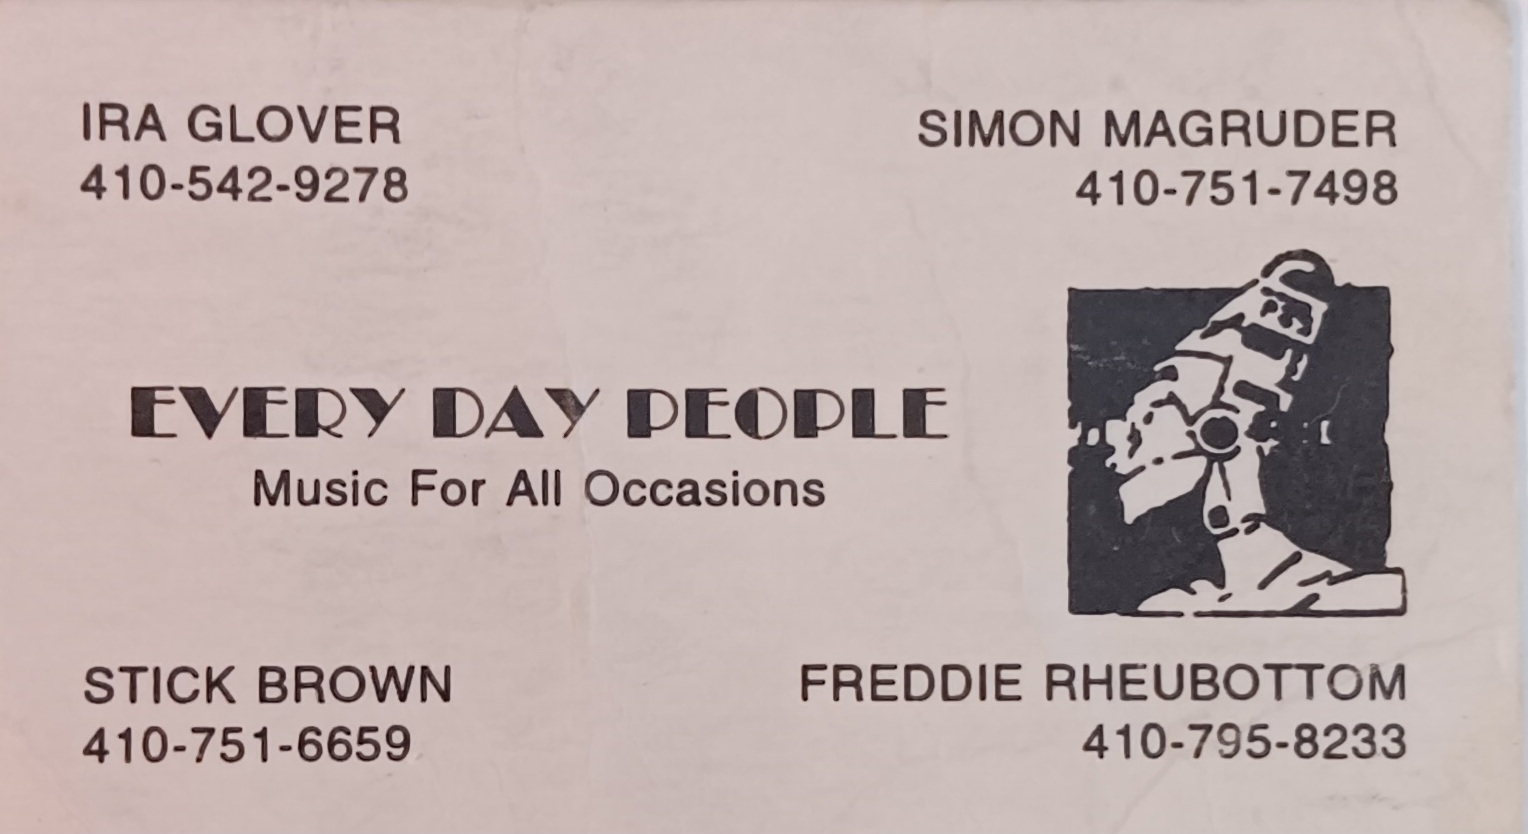 IRA GLOVER
410-542-9278
SIMON MAGRUDER
410-751-7498
EVERY DAY PEOPLE
Music For All Occasions
STICK BROWN
410-751-6659
FREDDIE RHEUBOTTOM
410-795-8233